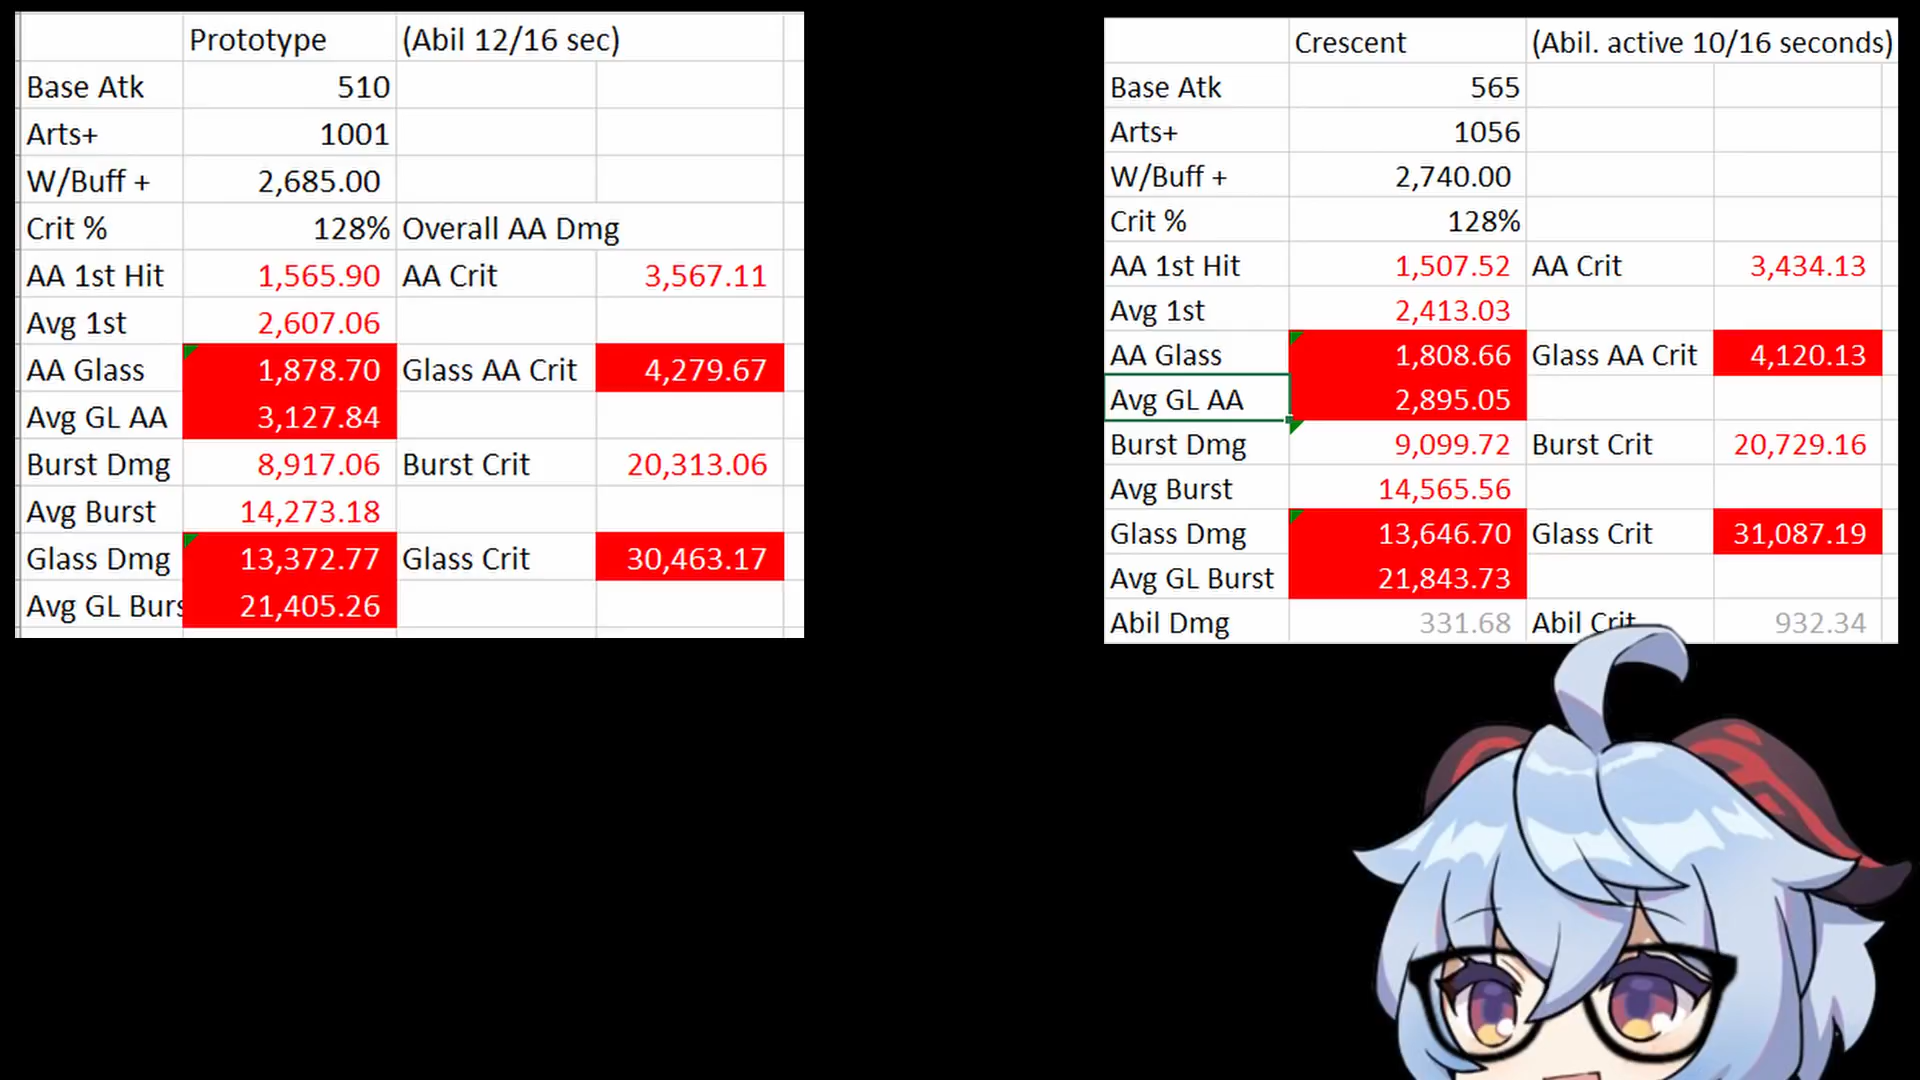 Prototype (Abil 12/16 sec)
Base Atk 510
Arts+ 1001
W/Buff + 2,685.00
Crit % 128% Overall AA Dmg
AA 1st Hit 1,565.90 AA Crit 3,567.11
Avg 1st 2,607.06
AA Glass 1,878.70 Glass AA Crit 4,279.67
Avg GL AA 3,127.84
Burst Dmg 8,917.06 Burst Crit 20,313.06
Avg Burst 14,273.18
Glass Dmg 13,372.77 Glass Crit 30,463.17
Avg GL Burs 21,405.26
Crescent (Abil. active 10/16 seconds)
Base Atk 565
Arts+ 1056
W/Buff + 2,740.00
Crit % 128%
AA 1st Hit 1,507.52 AA Crit 3,434.13
Avg 1st 2,413.03
AA Glass 1,808.66 Glass AA Crit 4,120.13
Avg GL AA 2,895.05
Burst Dmg 9,099.72 Burst Crit 20,729.16
Avg Burst 14,565.56
Glass Dmg 13,646.70 Glass Crit 31,087.19
Avg GL Burst 21,843.73
Abil Dmg 331.68 Abil Crit 932.34